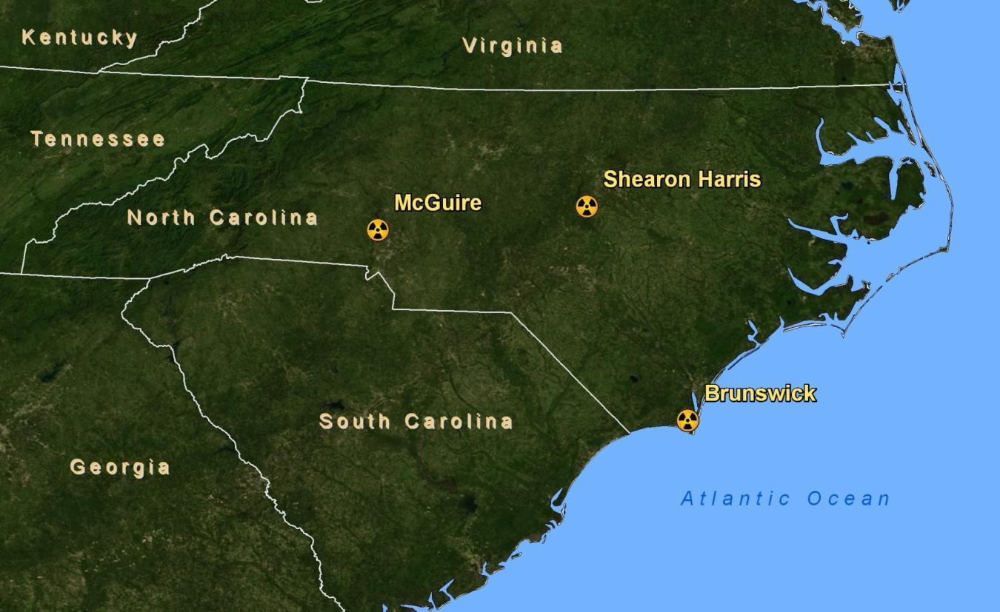 Kentucky
Virginia
Tennessee
Shearon Harris
McGuire
North Carolina
Brunswick
South Carolina
Georgia
Atlantic Ocean